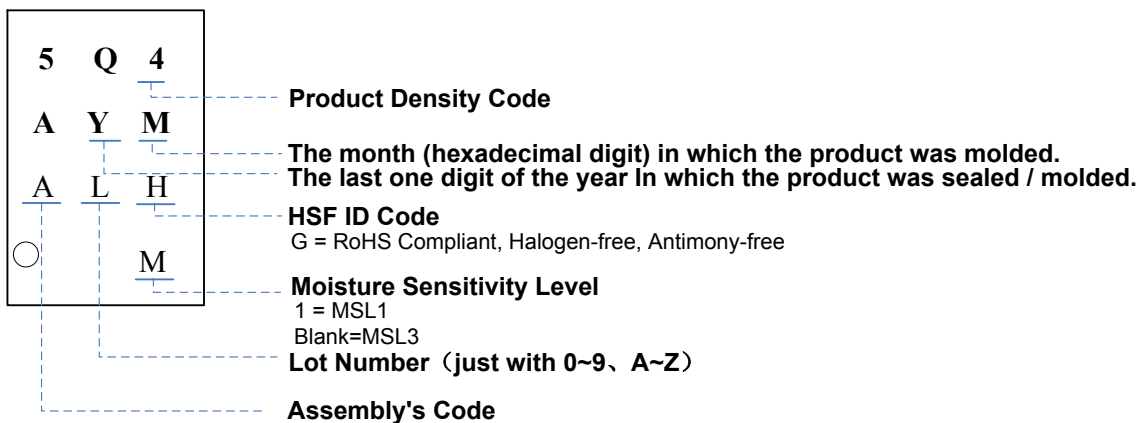 5 Q 4
Product Density Code
A Y M
The month (hexadecimal digit) in which the product was molded.
The last one digit of the year In which the product was sealed / molded.
A L H
HSF ID Code
G = RoHS Compliant, Halogen-free, Antimony-free
M
Moisture Sensitivity Level
1 = MSL1
Blank=MSL3
Lot Number（just with 0~9、A~Z）
Assembly's Code